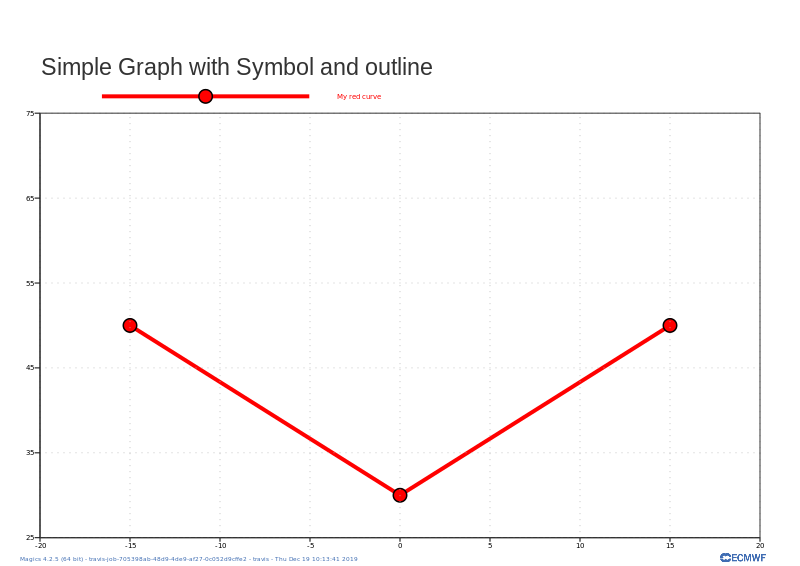 Simple Graph with Symbol and outline
My red curve
75
65
55
45
35
25
-20 -15 -10 -5 0 5 10 15 20
Magics 4.2.5 (64 bit) - travis-job-705398ab-48d9-4de9-af27-0c052d9cffe2 - travis - Thu Dec 19 10:13:41 2019
ECMWF